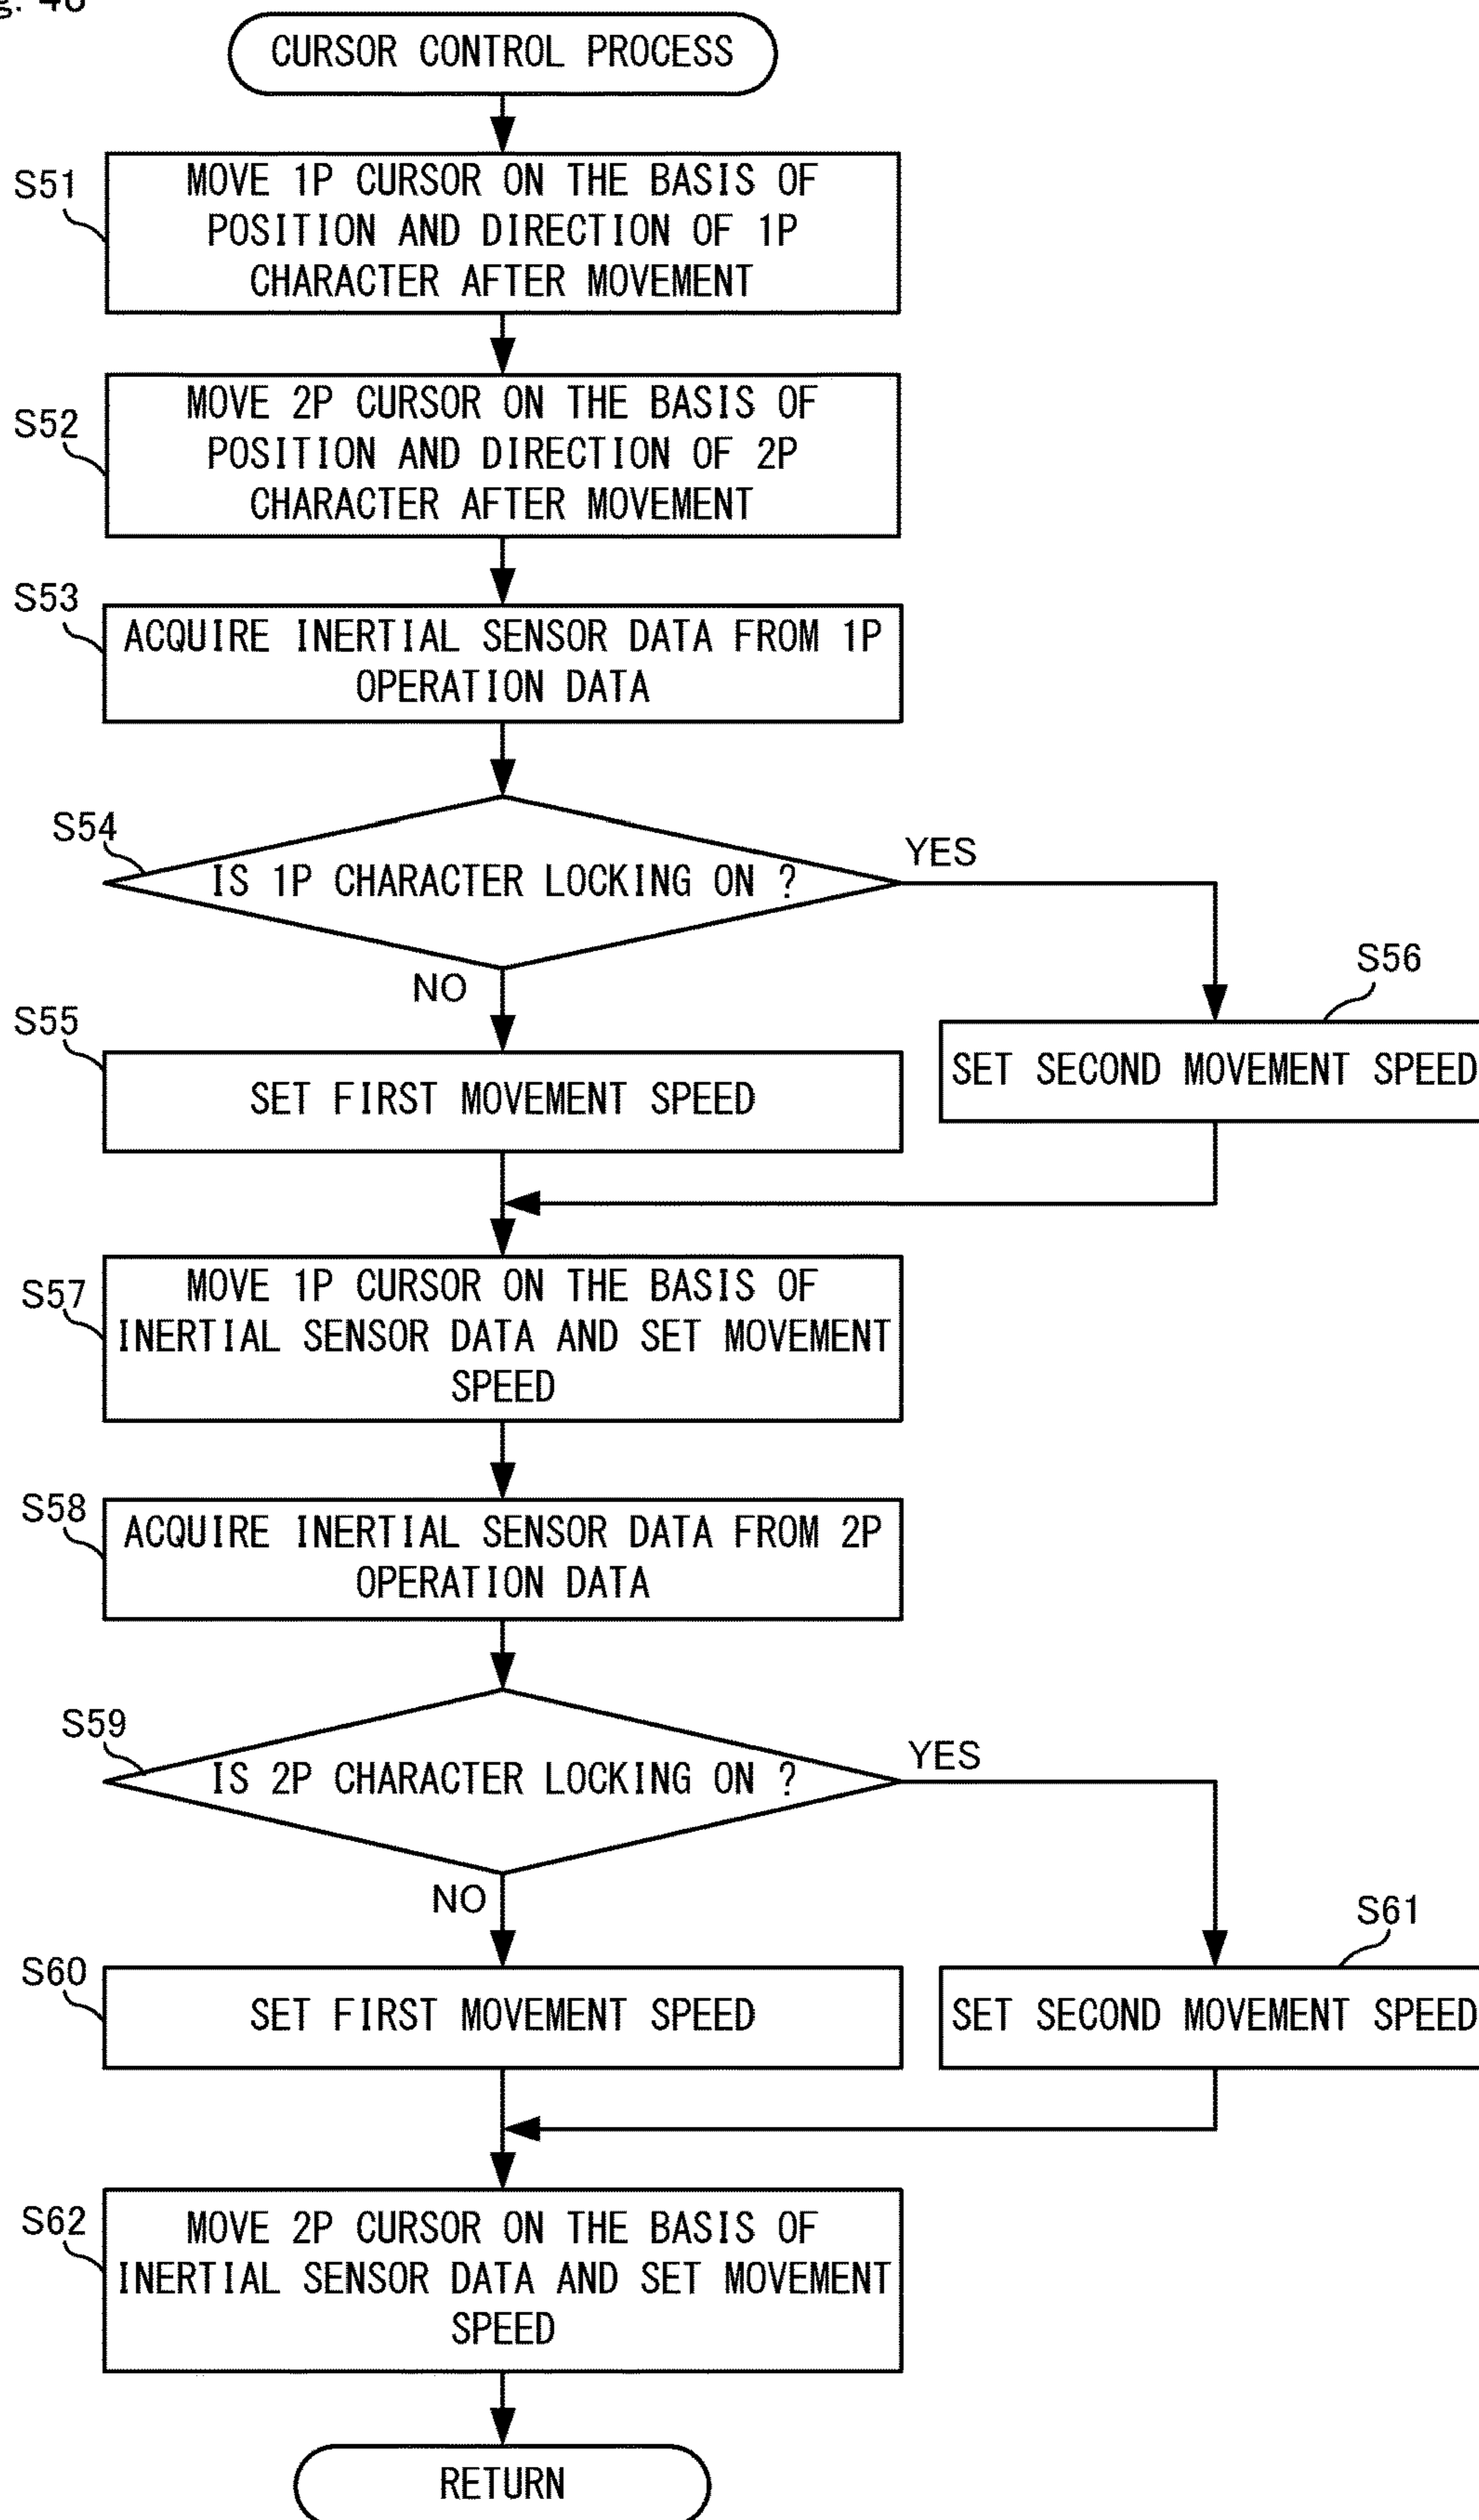 CURSOR CONTROL PROCESS
S51
MOVE 1P CURSOR ON THE BASIS OF
POSITION AND DIRECTION OF 1P
CHARACTER AFTER MOVEMENT
S52
MOVE 2P CURSOR ON THE BASIS OF
POSITION AND DIRECTION OF 2P
CHARACTER AFTER MOVEMENT
S53
ACQUIRE INERTIAL SENSOR DATA FROM 1P
OPERATION DATA
S54
IS 1P CHARACTER LOCKING ON ?
YES
NO
S55
SET FIRST MOVEMENT SPEED
S56
SET SECOND MOVEMENT SPEED
S57
MOVE 1P CURSOR ON THE BASIS OF
INERTIAL SENSOR DATA AND SET MOVEMENT
SPEED
S58
ACQUIRE INERTIAL SENSOR DATA FROM 2P
OPERATION DATA
S59
IS 2P CHARACTER LOCKING ON ?
YES
NO
S60
SET FIRST MOVEMENT SPEED
S61
SET SECOND MOVEMENT SPEED
S62
MOVE 2P CURSOR ON THE BASIS OF
INERTIAL SENSOR DATA AND SET MOVEMENT
SPEED
RETURN